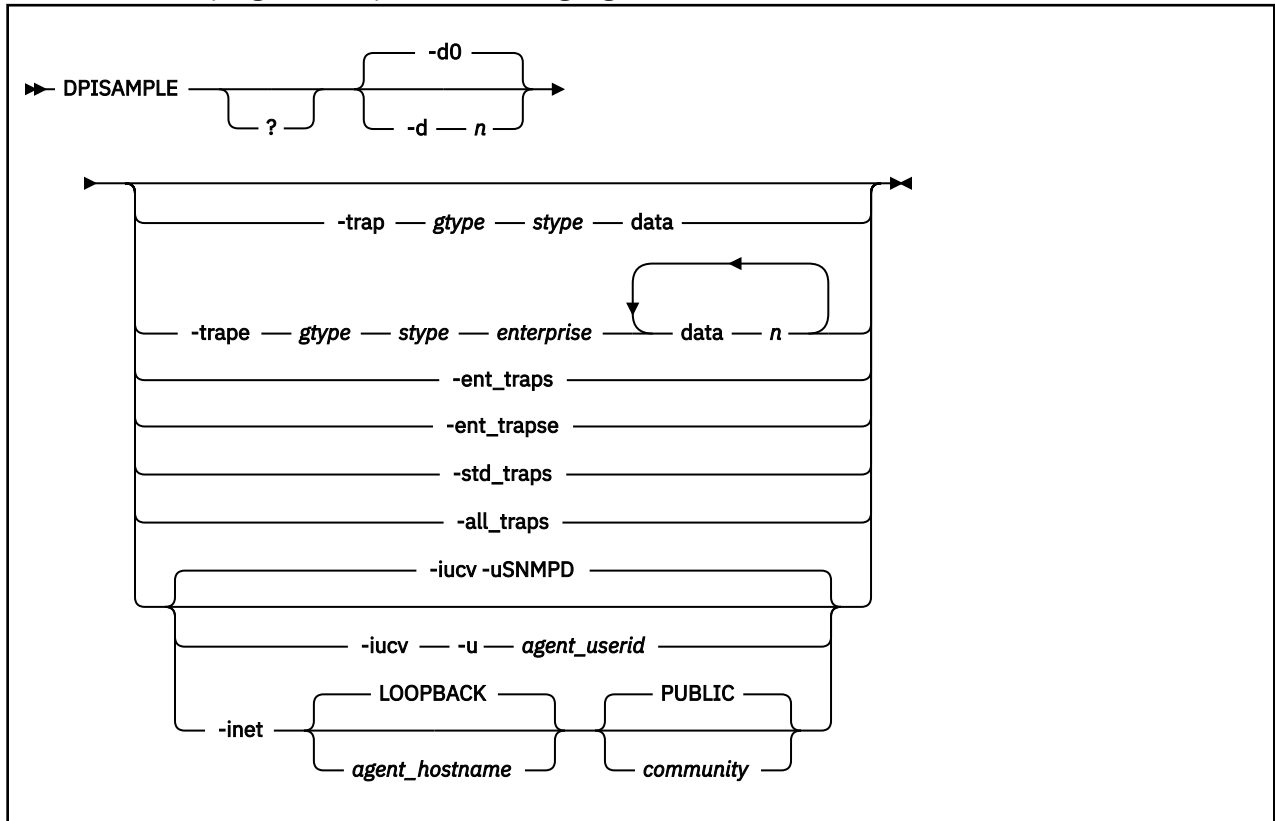 -d0
DPISAMPLE
?
-d n
-trap gtype stype data
-trape gtype stype enterprise data n
-ent_traps
-ent_trapse
-std_traps
-all_traps
-iucv -uSNMPD
-iucv -u agent_userid
LOOPBACK PUBLIC
-inet
agent_hostname community